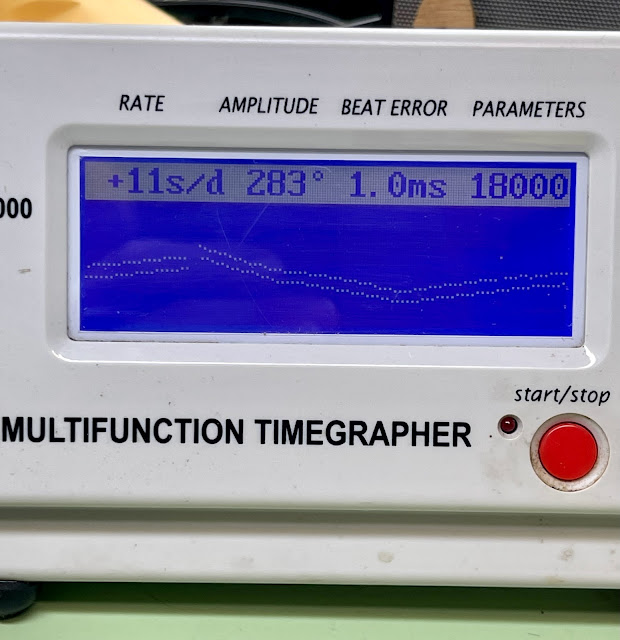 RATE AMPLITUDE BEAT ERROR PARAMETERS
+11s/d 283° 1.0ms 18000
000
start/stop
MULTIFUNCTION TIMEGRAPHER